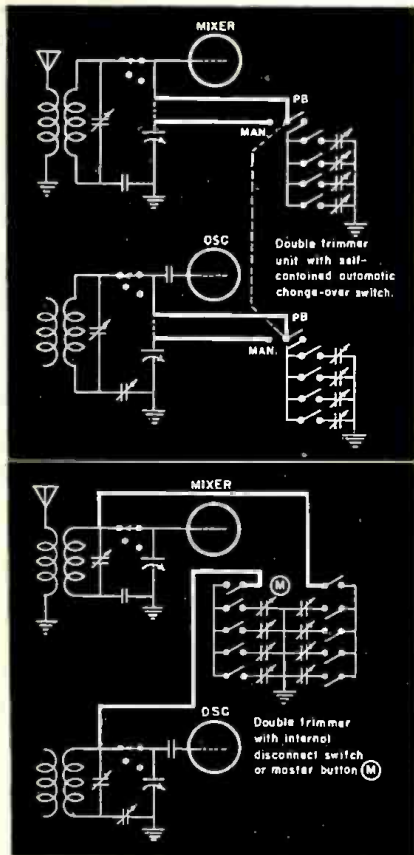 MIXER
PB
MAN.
OSC
Double trimmer
unit with self-
contained automatic
change-over switch.
PB
MAN.
MIXER
M
OSC
Double trimmer
with internal
disconnect switch
or master button M